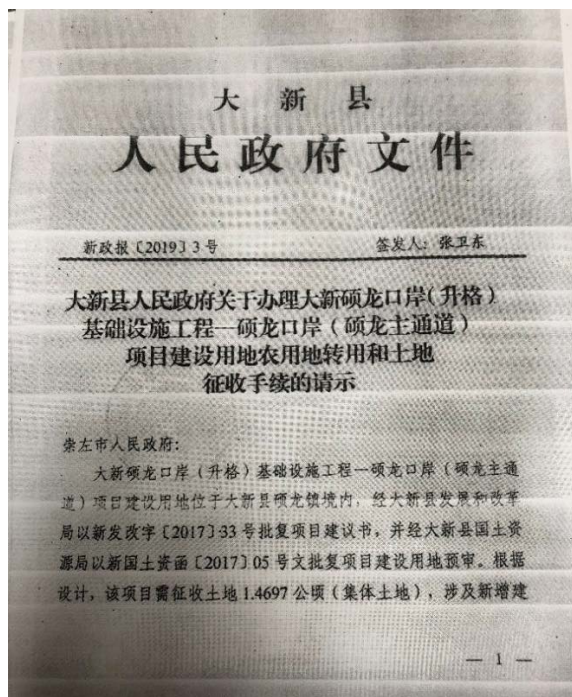 大新县
人民政府文件
新政报〔2019〕3号 签发人：张卫东
大新县人民政府关于办理大新硕龙口岸（升格）
基础设施工程—硕龙口岸（硕龙主通道）
项目建设用地农用地转用和土地
征收手续的请示
崇左市人民政府：
大新硕龙口岸（升格）基础设施工程—硕龙口岸（硕龙主通
道）项目建设用地位于大新县硕龙镇境内，经大新县发展和改革
局以新发改字〔2017〕33号批复项目建议书，并经大新县国土资
源局以新国土资函〔2017〕05号文批复项目建设用地预审。根据
设计，该项目需征收土地1.4697公顷（集体土地），涉及新增建
— 1 —